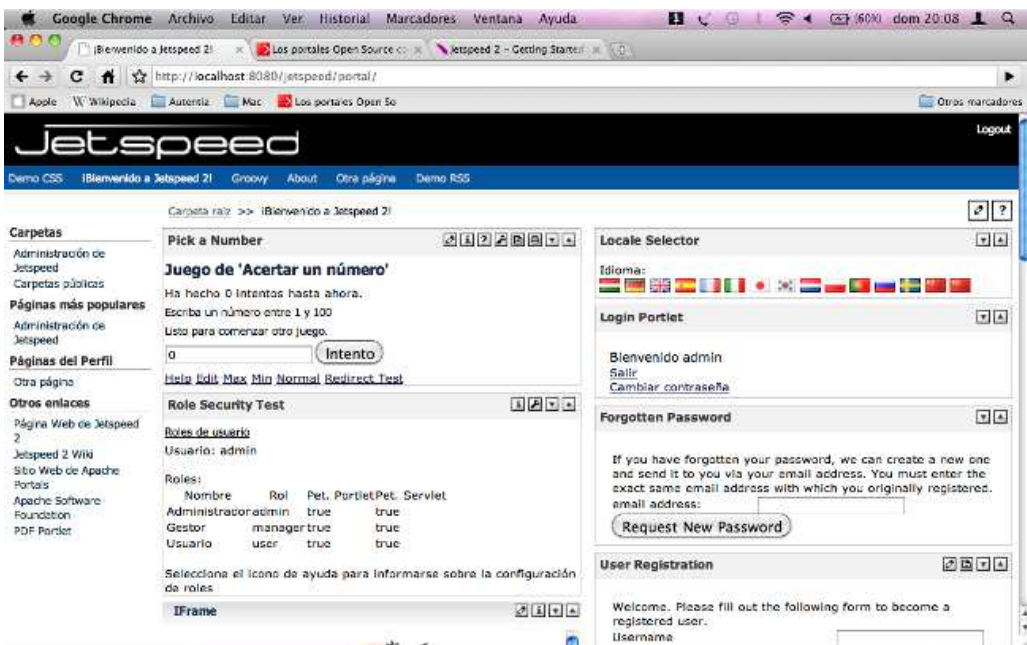 Google Chrome Archivo Editar Ver Historial Marcadores Ventana Ayuda
dom 20:08
¡Bienvenido a Jetspeed 2!
Los portales Open Source
Jetspeed 2 - Getting Started
http://localhost:8080/jetspeed/portal/
Apple Wikipedia Autentia Mac Los portales Open So
Otros marcadores
Jetspeed
Logout
Demo CSS ¡Bienvenido a Jetspeed 2! Groovy About Otra página Demo RSS
Carpeta raiz >> ¡Bienvenido a Jetspeed 2!
Carpetas
Administración de
Jetspeed
Carpetas públicas
Páginas más populares
Administración de
Jetspeed
Páginas del Perfil
Otra página
Otros enlaces
Página Web de Jetspeed
2
Jetspeed 2 Wiki
Sitio Web de Apache
Portals
Apache Software
Foundation
PDF Portlet
Pick a Number
Juego de 'Acertar un número'
Ha hecho 0 intentos hasta ahora.
Escriba un número entre 1 y 100
Listo para comenzar otro juego.
0 Intento
Help Edit Max Min Normal Redirect Test
Role Security Test
Roles de usuario
Usuario: admin
Roles:
Nombre Rol Pet. Portlet Pet. Servlet
Administrador admin true true
Gestor manager true true
Usuario user true true
Seleccione el icono de ayuda para informarse sobre la configuración
de roles
IFrame
Locale Selector
Idioma:
Login Portlet
Bienvenido admin
Salir
Cambiar contraseña
Forgotten Password
If you have forgotten your password, we can create a new one
and send it to you via your email address. You must enter the
exact same email address with which you originally registered.
email address:
Request New Password
User Registration
Welcome. Please fill out the following form to become a
registered user.
Username